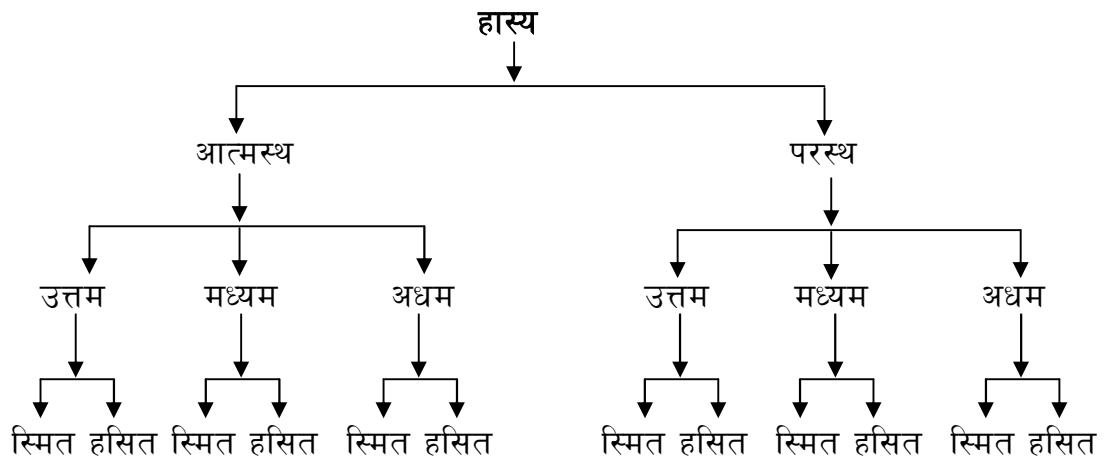 हास्य
आत्मस्थ परस्थ
उत्तम मध्यम अधम उत्तम मध्यम अधम
स्मित हसित स्मित हसित स्मित हसित स्मित हसित स्मित हसित स्मित हसित